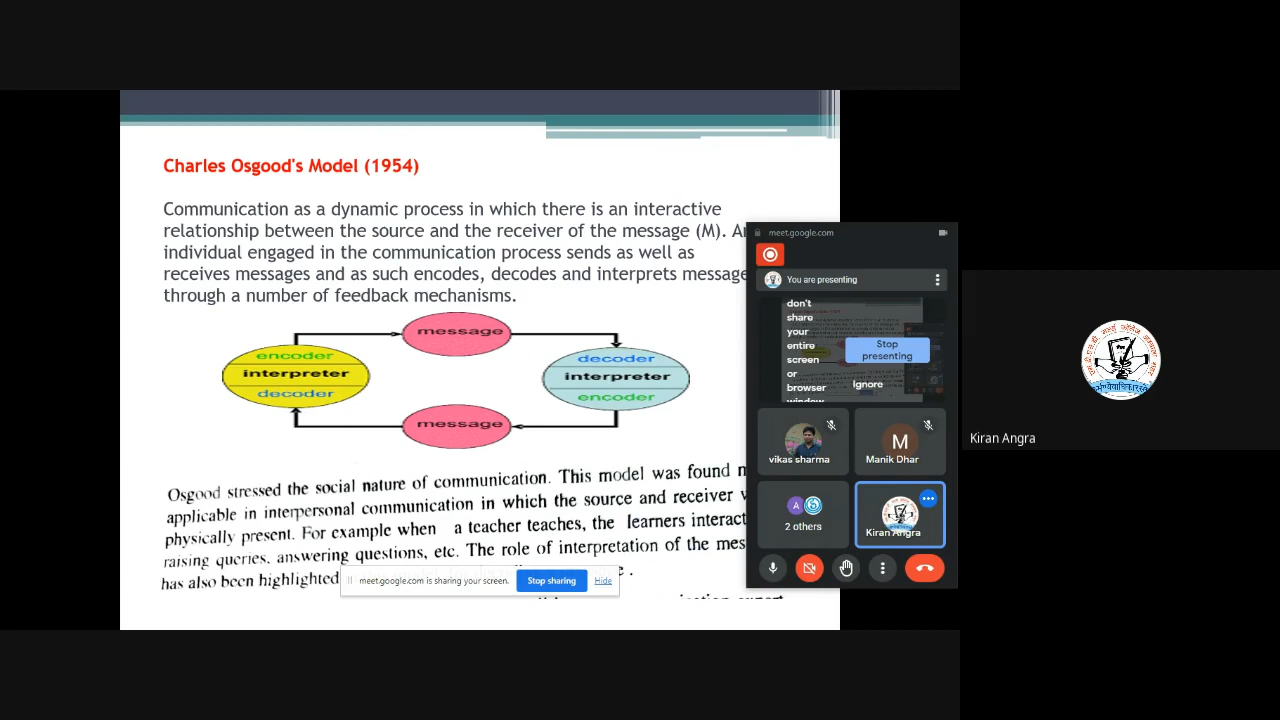 Charles Osgood's Model (1954)
Communication as a dynamic process in which there is an interactive
relationship between the source and the receiver of the message (M). A
individual engaged in the communication process sends as well as
receives messages and as such encodes, decodes and interprets message
through a number of feedback mechanisms.
message
encoder
interpreter
decoder
decoder
interpreter
encoder
message
Osgood stressed the social nature of communication. This model was found
applicable in interpersonal communication in which the source and receiver
physically present. For example when a teacher teaches, the learners interact
raising queries, answering questions, etc. The role of interpretation of the mes
has also been highlighted
meet.google.com is sharing your screen.
Stop sharing
Hide
meet.google.com
You are presenting
don't
share
your
entire
screen
or
browser
window
Stop
presenting
Ignore
vikas sharma
M
Manik Dhar
A
2 others
Kiran Angra
Kiran Angra